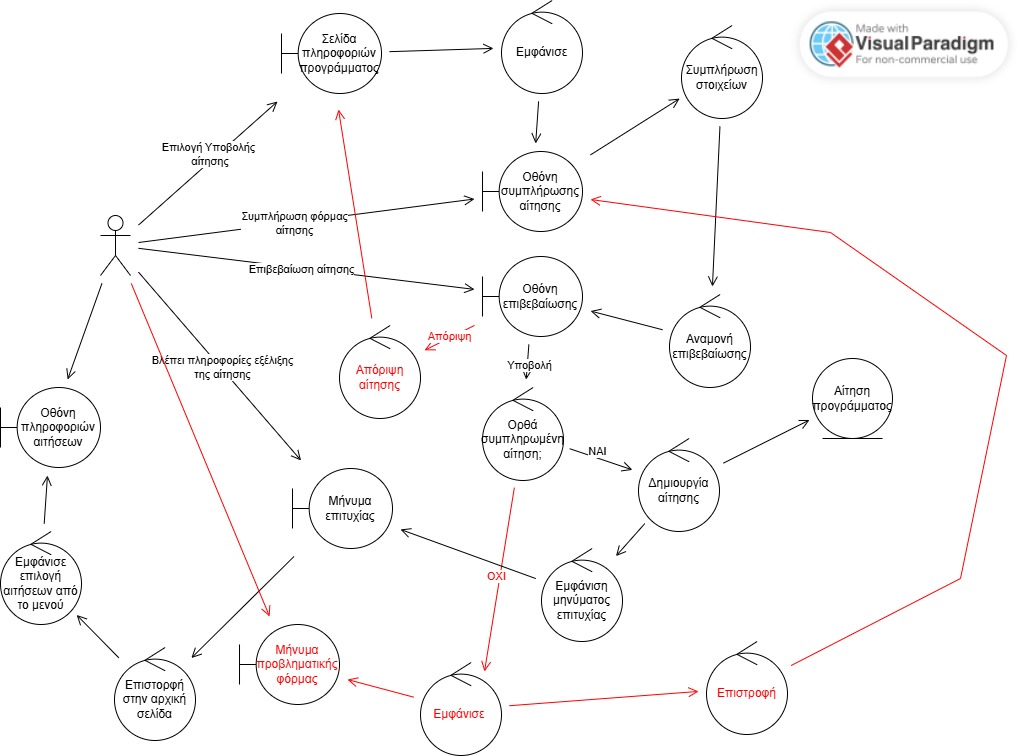 Made with
Visual Paradigm
For non-commercial use
Σελίδα
πληροφοριών
προγράμματος
Εμφάνισε
Συμπλήρωση
στοιχείων
Επιλογή Υποβολής
αίτησης
Οθόνη
συμπλήρωσης
αίτησης
Συμπλήρωση φόρμας
αίτησης
Επιβεβαίωση αίτησης
Οθόνη
επιβεβαίωσης
Αναμονή
επιβεβαίωσης
Απόριψη
Υποβολή
Απόριψη
αίτησης
Βλέπει πληροφορίες εξέλιξης
της αίτησης
Αίτηση
προγράμματος
Οθόνη
πληροφοριών
αιτήσεων
Ορθά
συμπληρωμένη
αίτηση;
ΝΑΙ
Δημιουργία
αίτησης
Μήνυμα
επιτυχίας
ΟΧΙ
Εμφάνισε
επιλογή
αιτήσεων από
το μενού
Εμφάνιση
μηνύματος
επιτυχίας
Μήνυμα
προβληματικής
φόρμας
Επιστορφή
στην αρχική
σελίδα
Εμφάνισε
Επιστροφή